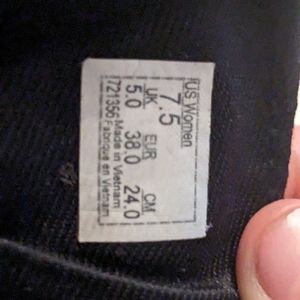 US Women
7.5
UK EUR CM
5.0 38.0 24.0
721356 Made in Vietnam
Fabriqué en Vietnam